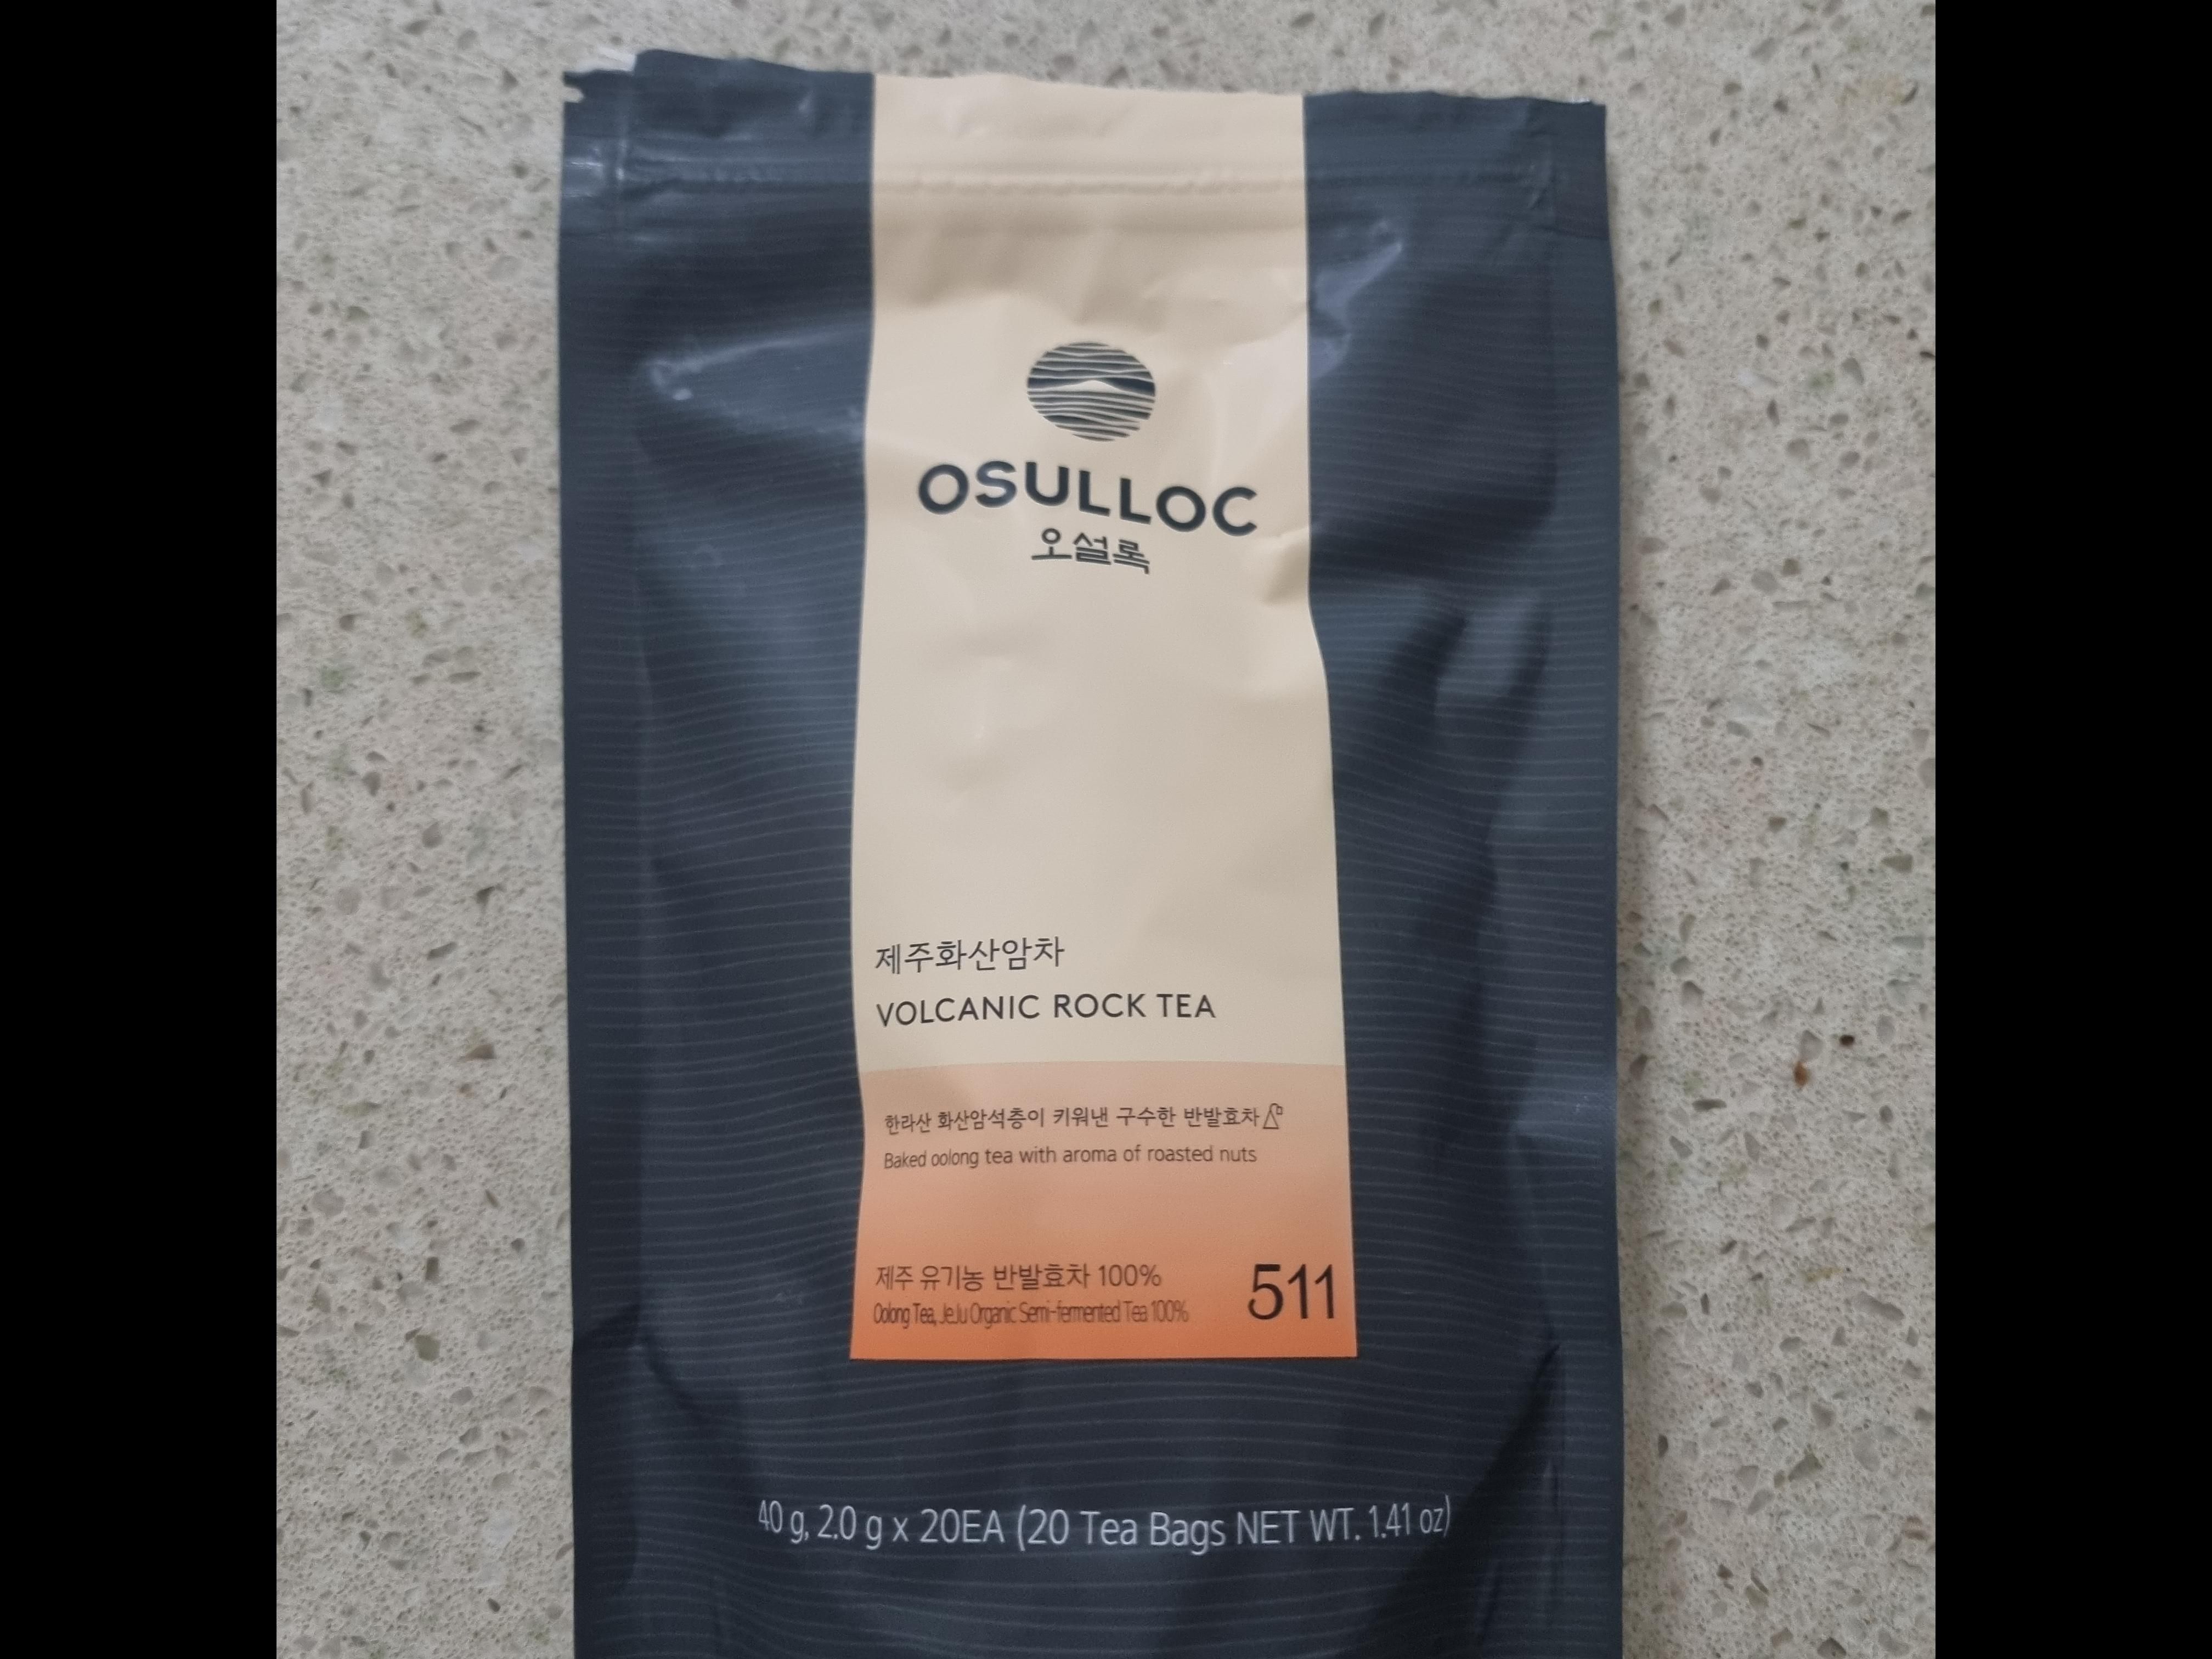 OSULLOC
오설록
제주화산암차
VOLCANIC ROCK TEA
한라산 화산암석층이 키워낸 구수한 반발효차
Baked oolong tea with aroma of roasted nuts
제주 유기농 반발효차 100%
Oolong Tea, JeJu Organic Semi-fermented Tea 100%
511
40 g, 2.0 g x 20EA (20 Tea Bags NET WT. 1.41 oz)